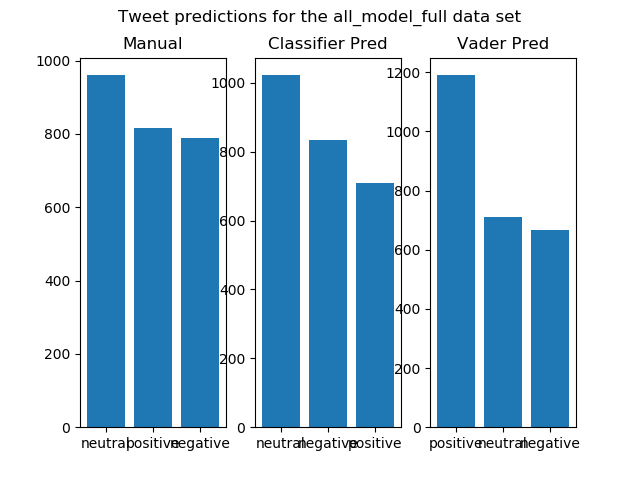 Tweet predictions for the all_model_full data set
Manual
Classifier Pred
Vader Pred
1000
800
600
400
200
0
neutral
positive
negative
1000
800
600
400
200
0
neutral
negative
positive
1200
1000
800
600
400
200
0
positive
neutral
negative